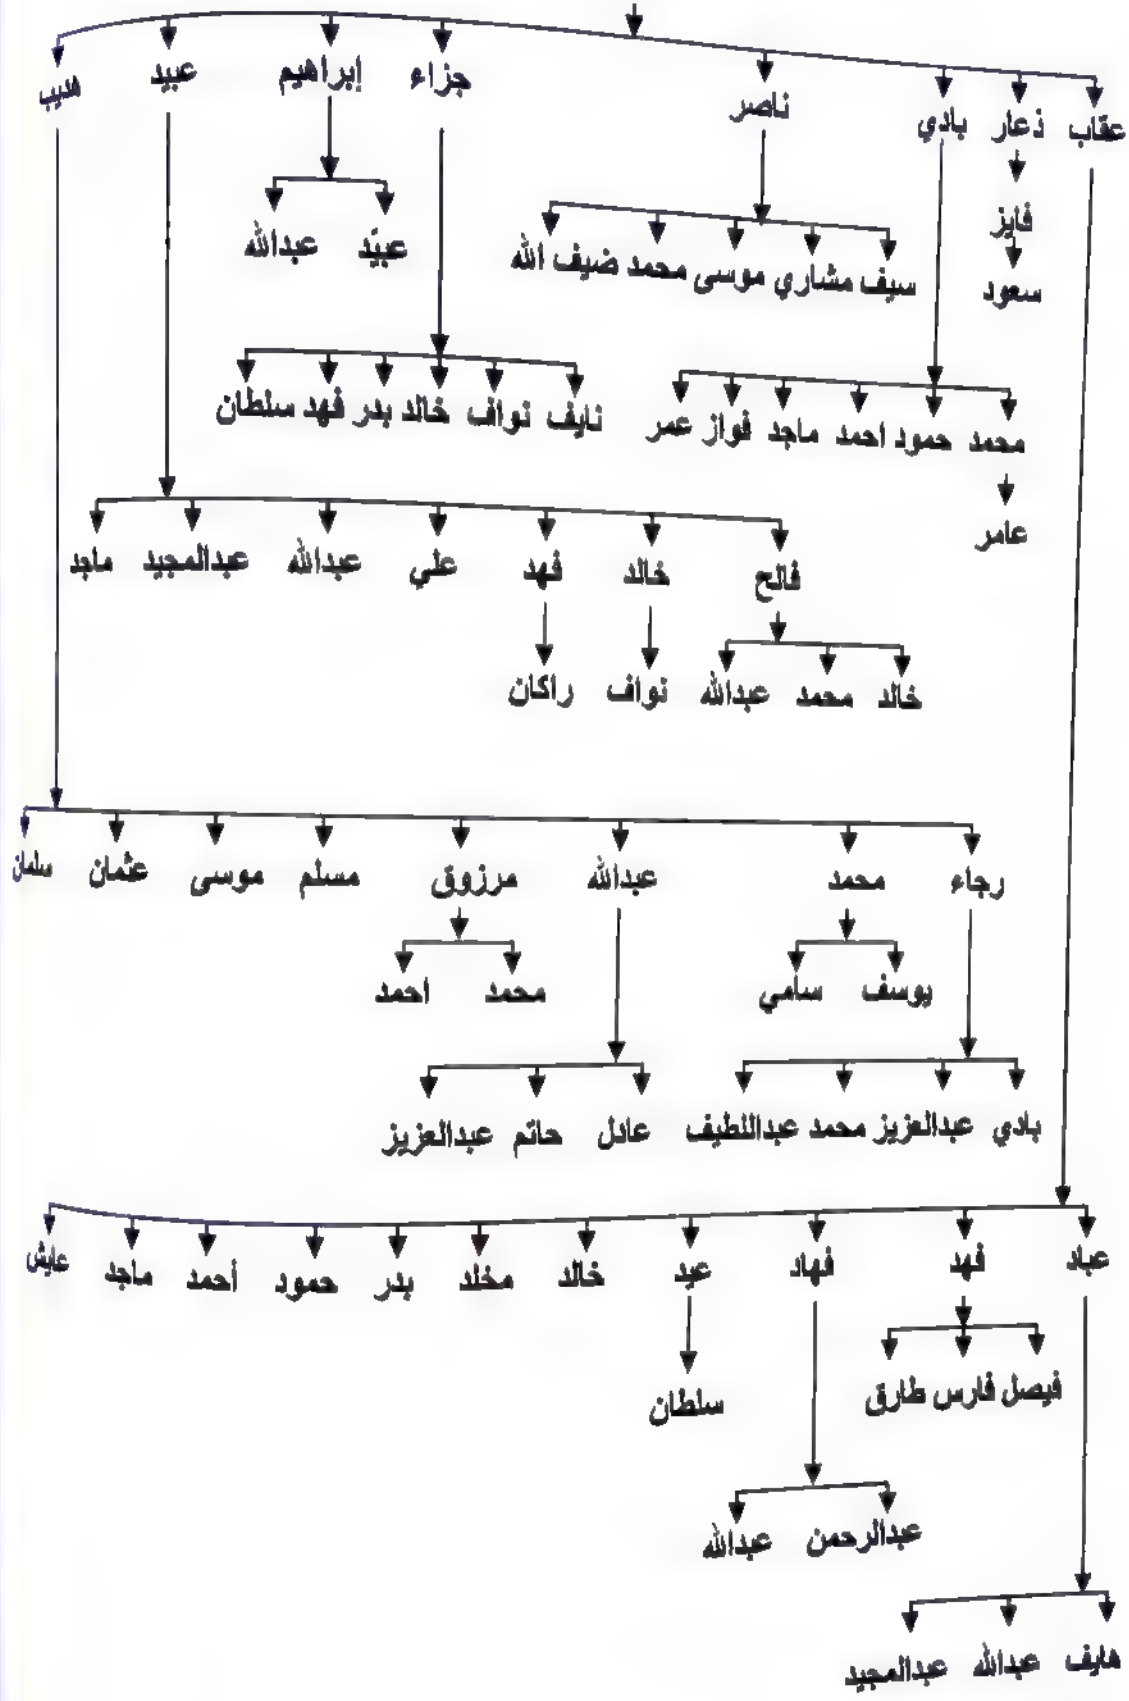 عقاب ذعار بادي ناصر جزاء إبراهيم عبيد هديب
فايز
عبيّد عبدالله
سعود
سيف مشاري موسى محمد ضيف الله
نايف نواف خالد بدر فهد سلطان
محمد حمود احمد ماجد فواز عمر
عامر
فالح خالد فهد علي عبدالله عبدالمجيد ماجد
خالد محمد عبدالله نواف راكان
رجاء محمد عبدالله مرزوق مسلم موسى عثمان سلمان
يوسف سامي محمد احمد
بادي عبدالعزيز محمد عبداللطيف عادل حاتم عبدالعزيز
عباد فهد فهاد عيد خالد مخلد بدر حمود أحمد ماجد عايش
فيصل فارس طارق سلطان
عبدالرحمن عبدالله
هايف عبدالله عبدالمجيد